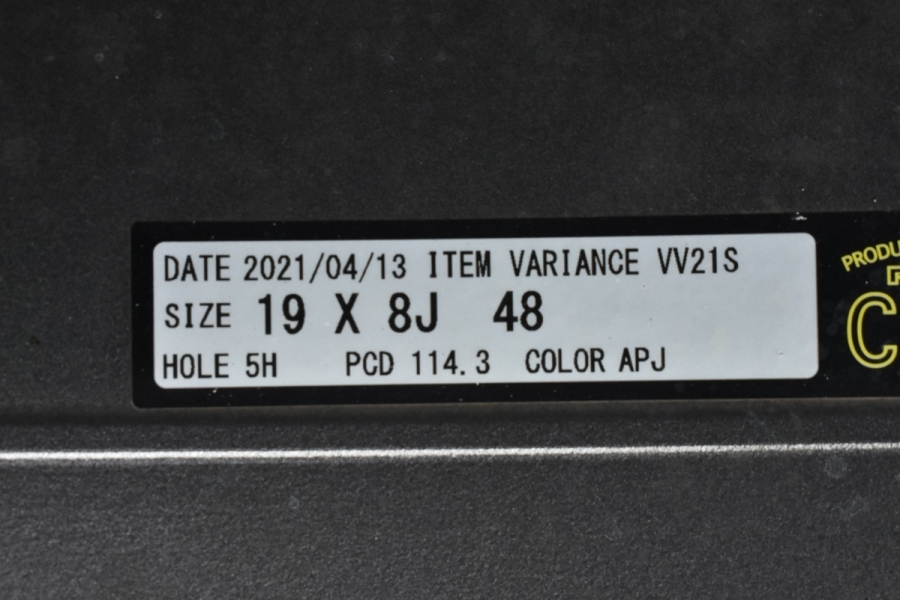 DATE 2021/04/13 ITEM VARIANCE VV21S
SIZE 19 X 8J 48
HOLE 5H PCD 114.3 COLOR APJ